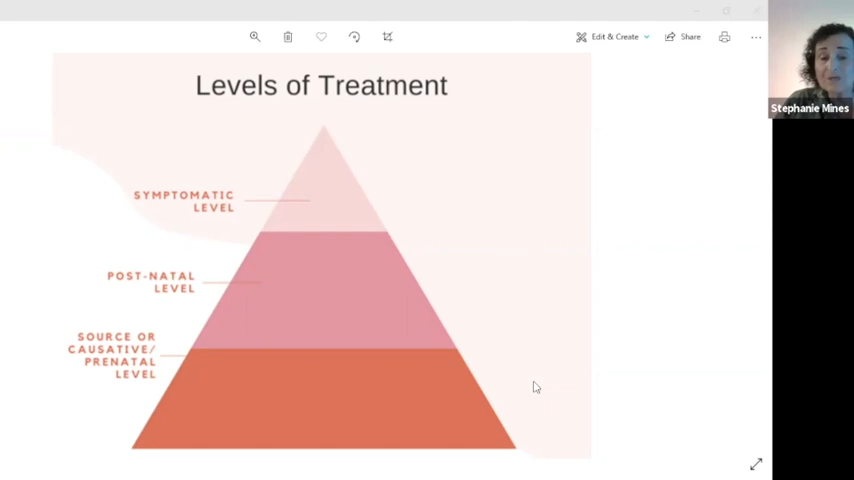 Edit & Create
Share
Levels of Treatment
SYMPTOMATIC
LEVEL
POST-NATAL
LEVEL
SOURCE OR
CAUSATIVE/
PRENATAL
LEVEL
Stephanie Mines